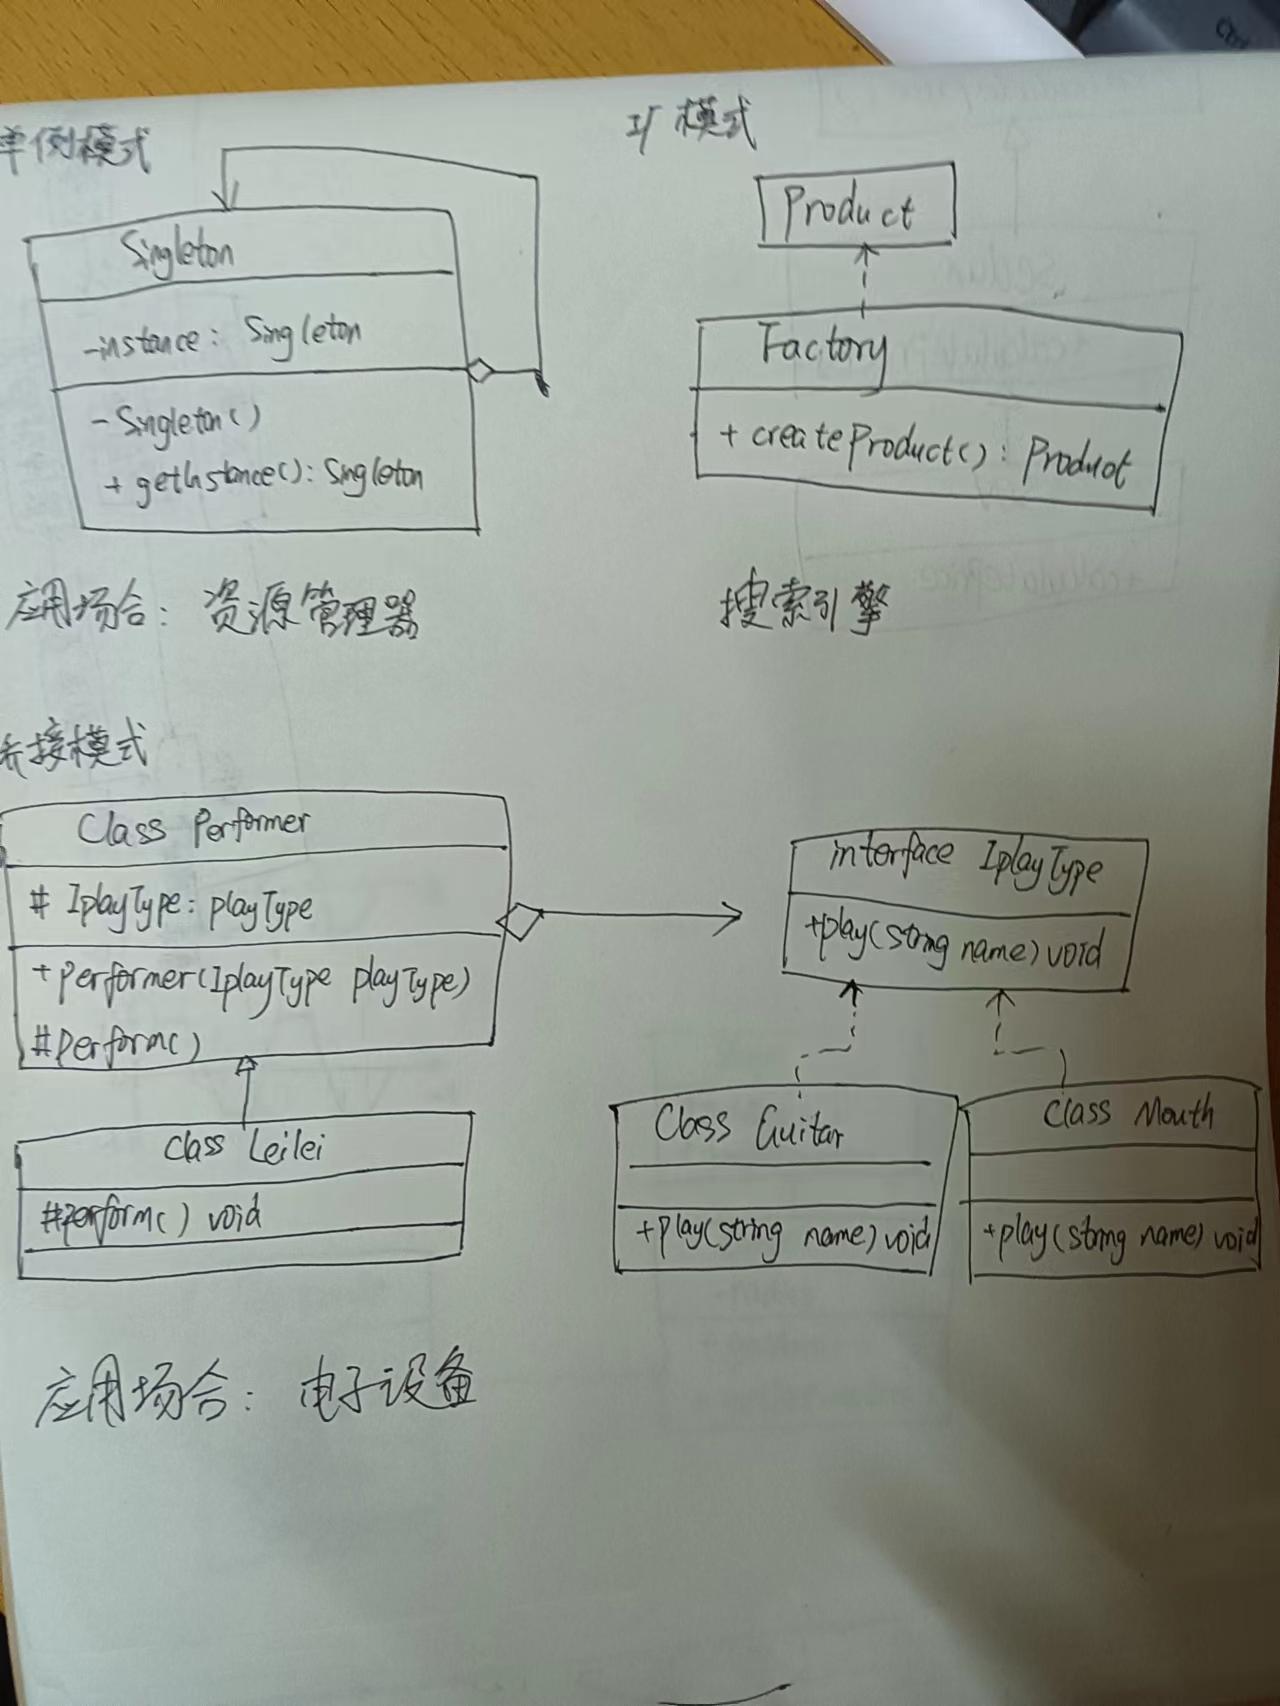 单例模式
Singleton
-instance: Singleton
- Singleton()
+ getInstance(): Singleton
应用场合: 资源管理器
工厂模式
Product
Factory
+ createProduct(): Product
搜索引擎
桥接模式
Class Performer
# IplayType: playType
+ Performer(IplayType playType)
#Perform()
class Leilei
#perform() void
interface IplayType
+play(string name) void
Class Guitar
+play(string name) void
class Mouth
+play(string name) void
应用场合: 电子设备